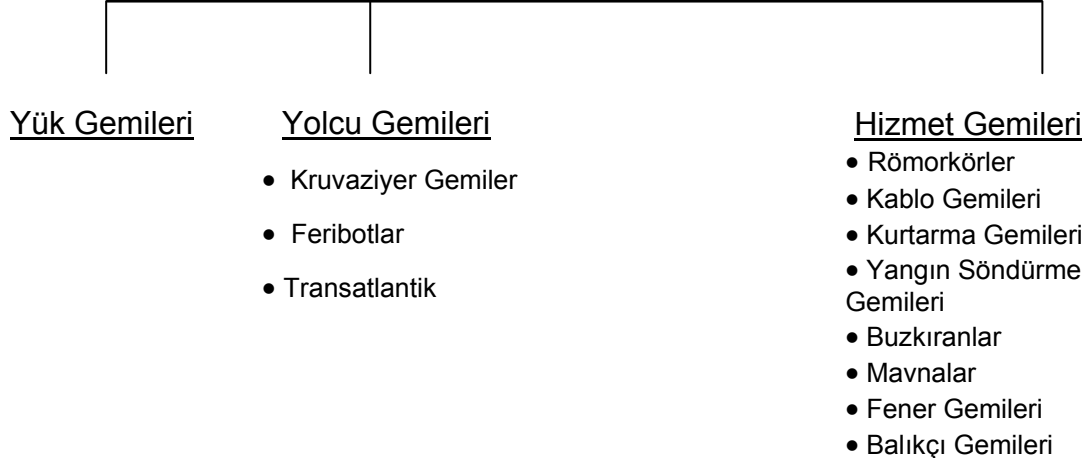 Yük Gemileri
Yolcu Gemileri
• Kruvaziyer Gemiler
• Feribotlar
• Transatlantik
Hizmet Gemileri
• Römorkörler
• Kablo Gemileri
• Kurtarma Gemileri
• Yangın Söndürme
Gemileri
• Buzkıranlar
• Mavnalar
• Fener Gemileri
• Balıkçı Gemileri